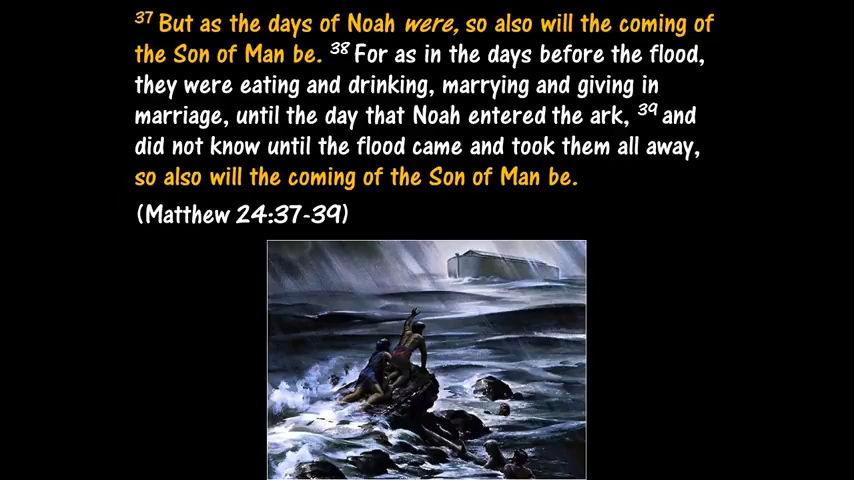 37 But as the days of Noah were, so also will the coming of
the Son of Man be. 38 For as in the days before the flood,
they were eating and drinking, marrying and giving in
marriage, until the day that Noah entered the ark, 39 and
did not know until the flood came and took them all away,
so also will the coming of the Son of Man be.
(Matthew 24:37-39)